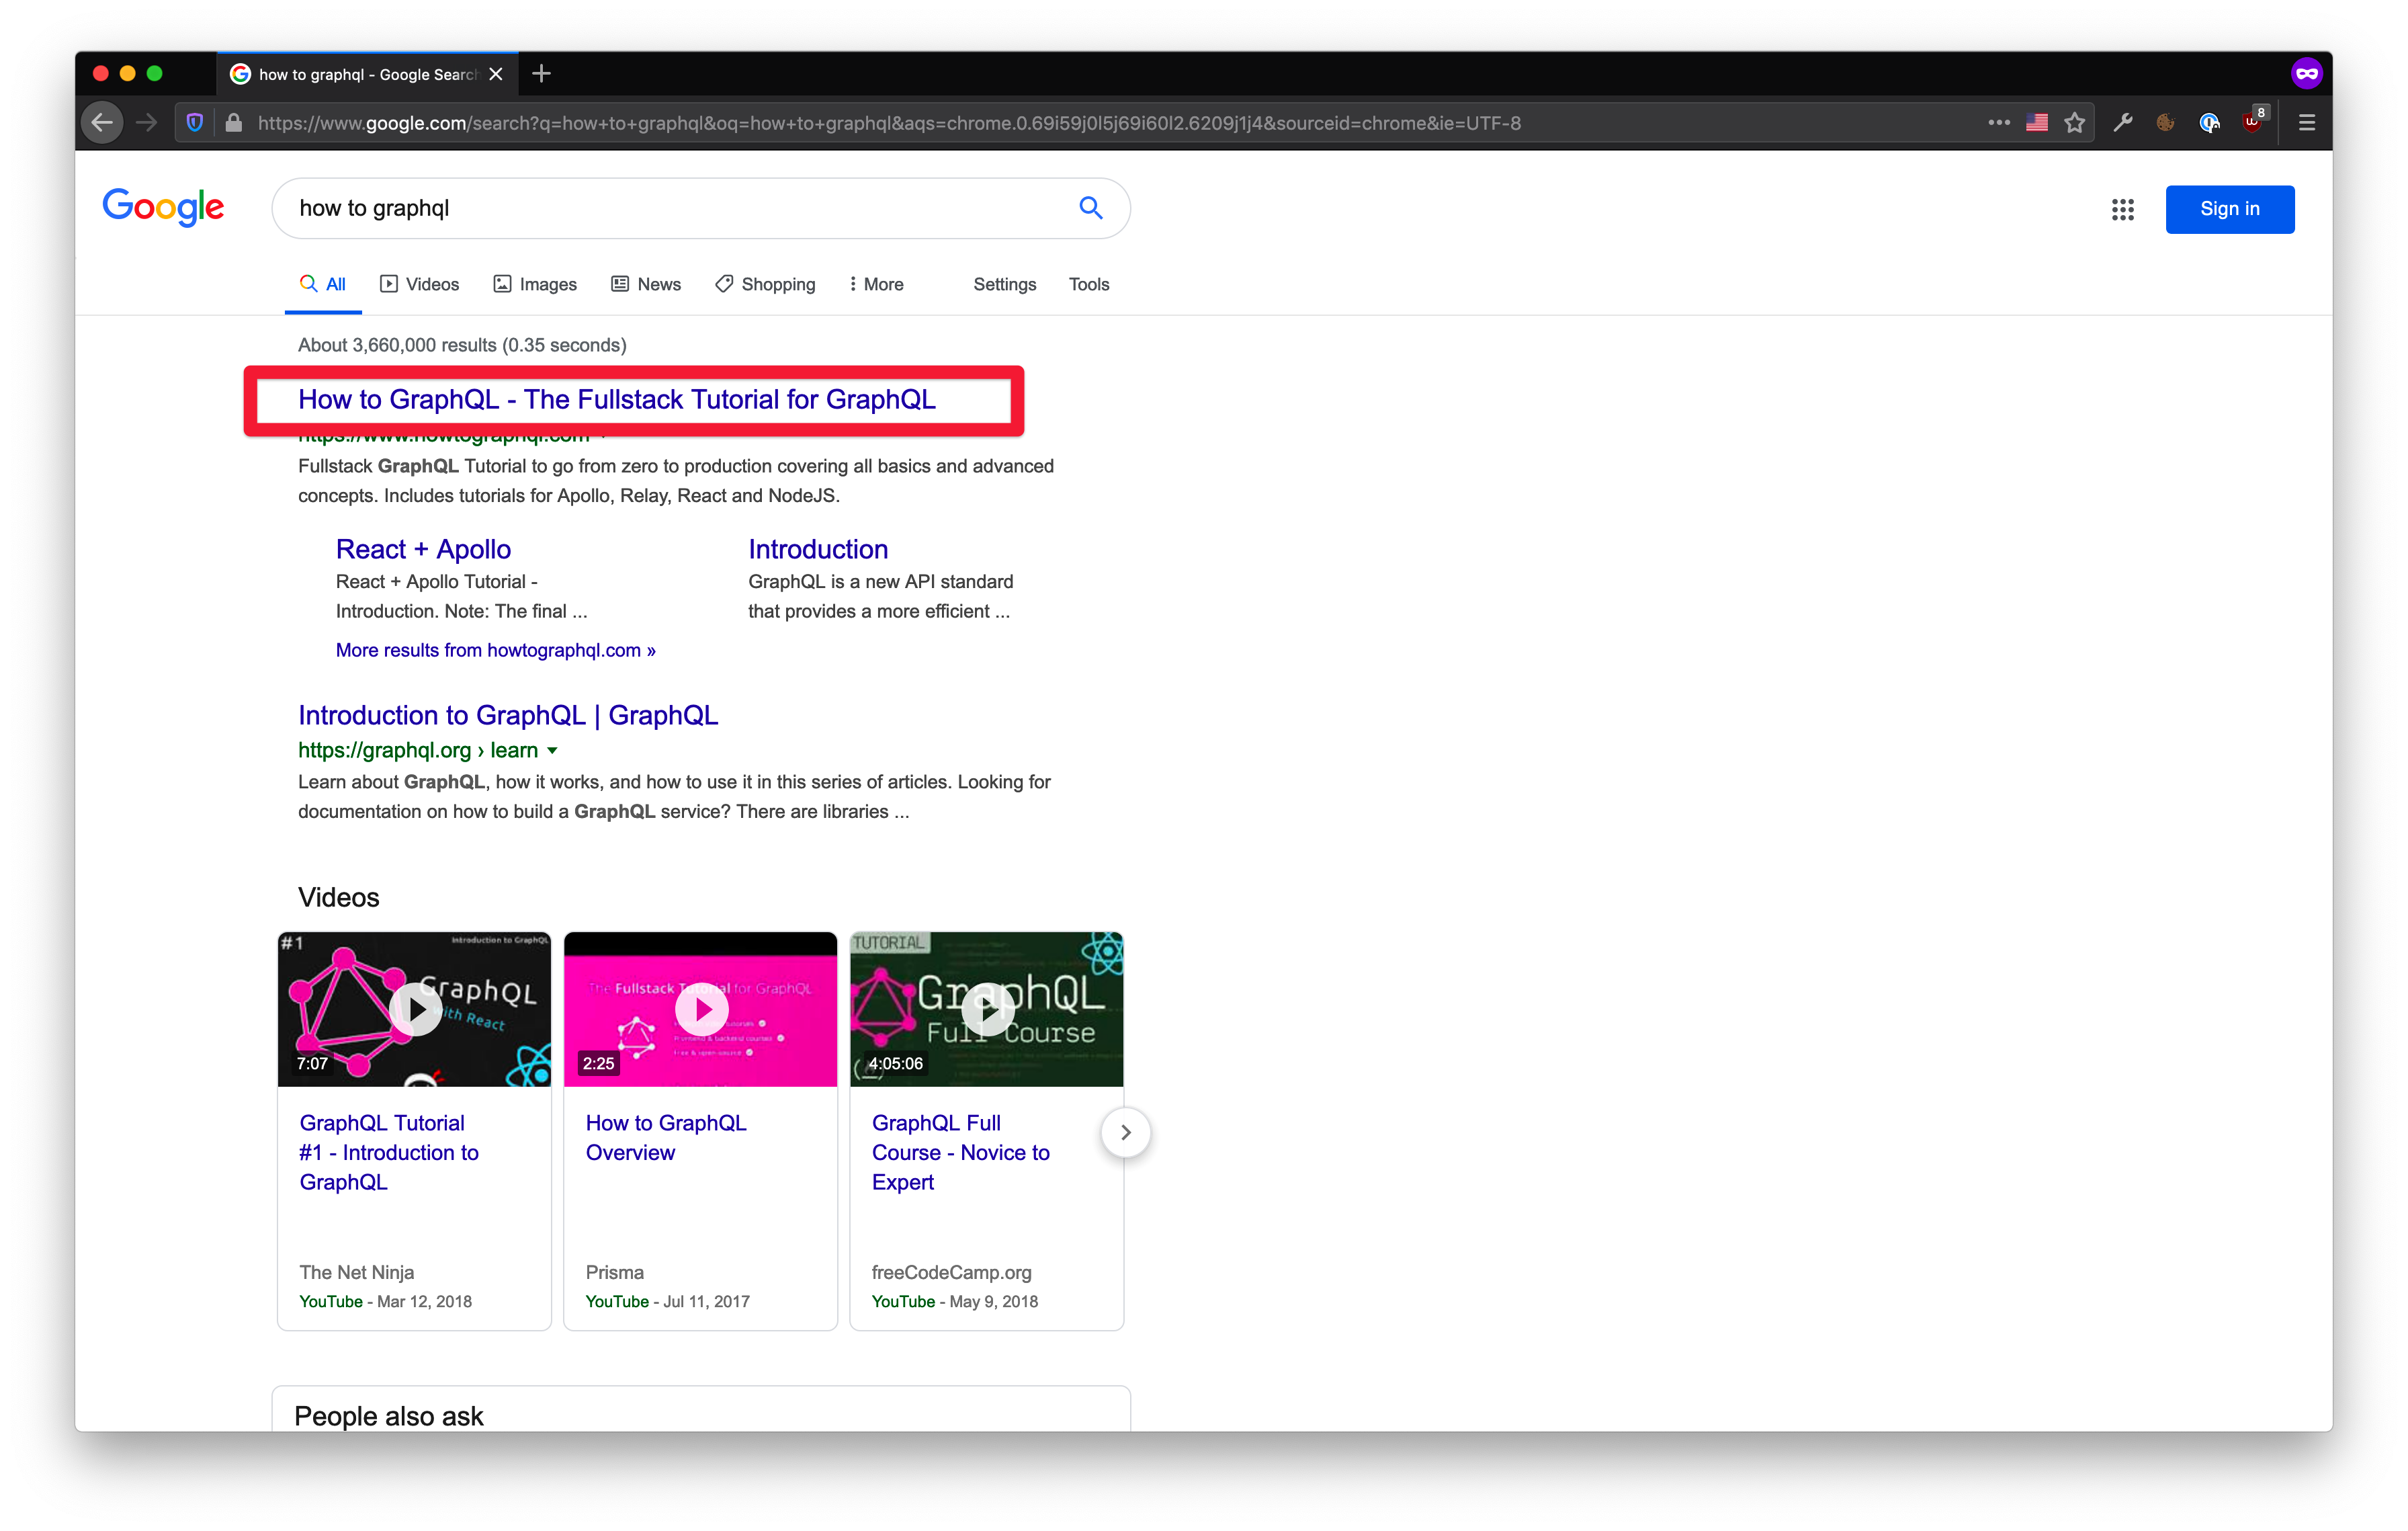 how to graphql - Google Search
https://www.google.com/search?q=how+to+graphql&oq=how+to+graphql&aqs=chrome.0.69i59j0l5j69i60l2.6209j1j4&sourceid=chrome&ie=UTF-8
8
Google
how to graphql
Sign in
All
Videos
Images
News
Shopping
More
Settings
Tools
About 3,660,000 results (0.35 seconds)
How to GraphQL - The Fullstack Tutorial for GraphQL
https://www.howtographql.com
Fullstack GraphQL Tutorial to go from zero to production covering all basics and advanced
concepts. Includes tutorials for Apollo, Relay, React and NodeJS.
React + Apollo
React + Apollo Tutorial -
Introduction. Note: The final ...
Introduction
GraphQL is a new API standard
that provides a more efficient ...
More results from howtographql.com »
Introduction to GraphQL | GraphQL
https://graphql.org › learn
Learn about GraphQL, how it works, and how to use it in this series of articles. Looking for
documentation on how to build a GraphQL service? There are libraries ...
Videos
#1
Introduction to GraphQL
GraphQL
with React
7:07
GraphQL Tutorial
#1 - Introduction to
GraphQL
The Net Ninja
YouTube - Mar 12, 2018
The Fullstack Tutorial for GraphQL
Frontend & backend courses
Free & open-source
2:25
How to GraphQL
Overview
Prisma
YouTube - Jul 11, 2017
TUTORIAL
GraphQL
Full Course
4:05:06
GraphQL Full
Course - Novice to
Expert
freeCodeCamp.org
YouTube - May 9, 2018
People also ask